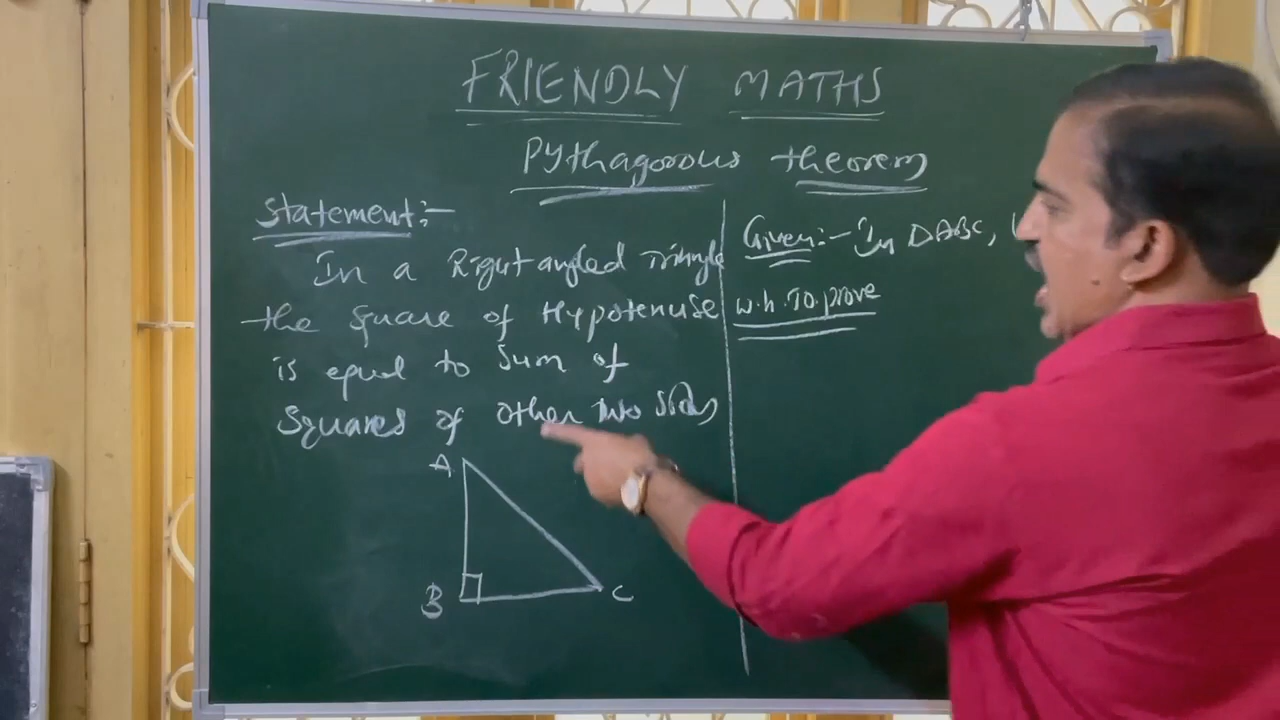 FRIENDLY MATHS
Pythagorous theorem
Statement:-
In a Right angled Triangle
the square of Hypotenuse
is equal to sum of
squares of other two sides
A
B
C
Given:- In ΔABC,
W.h.To.prove